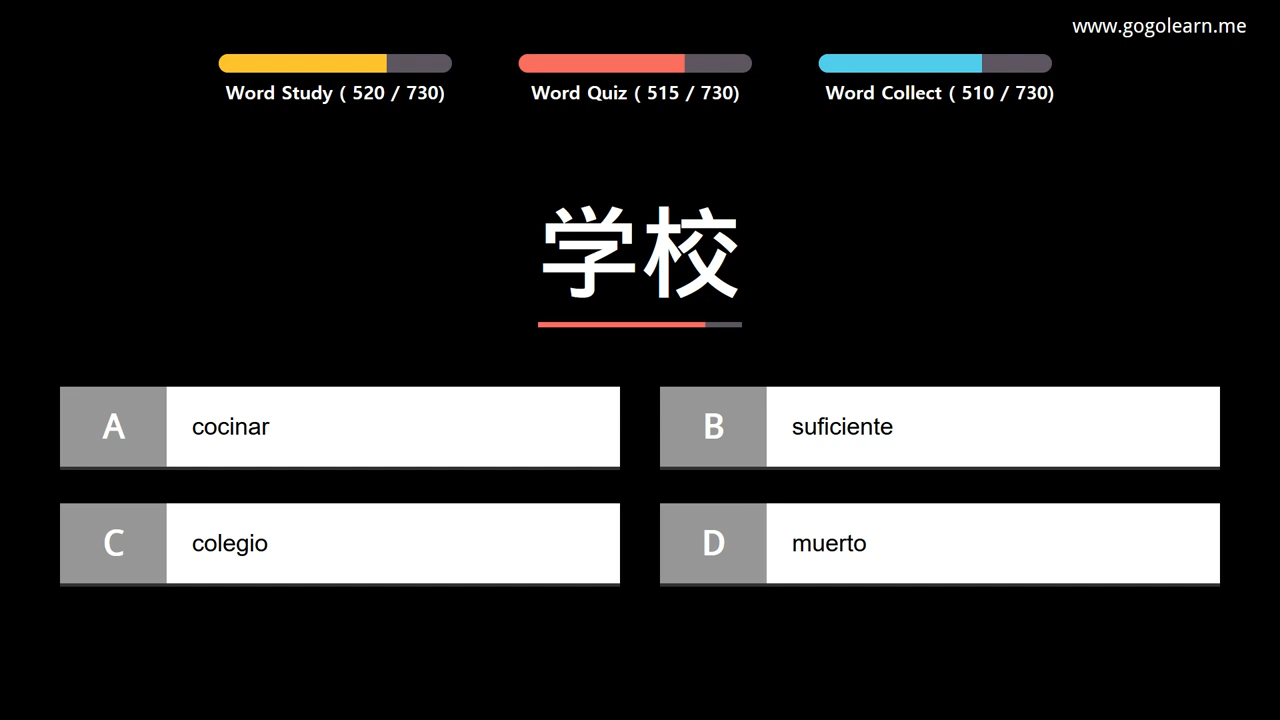 www.gogolearn.me
Word Study ( 520 / 730)
Word Quiz ( 515 / 730)
Word Collect ( 510 / 730)
学校
A cocinar
B suficiente
C colegio
D muerto